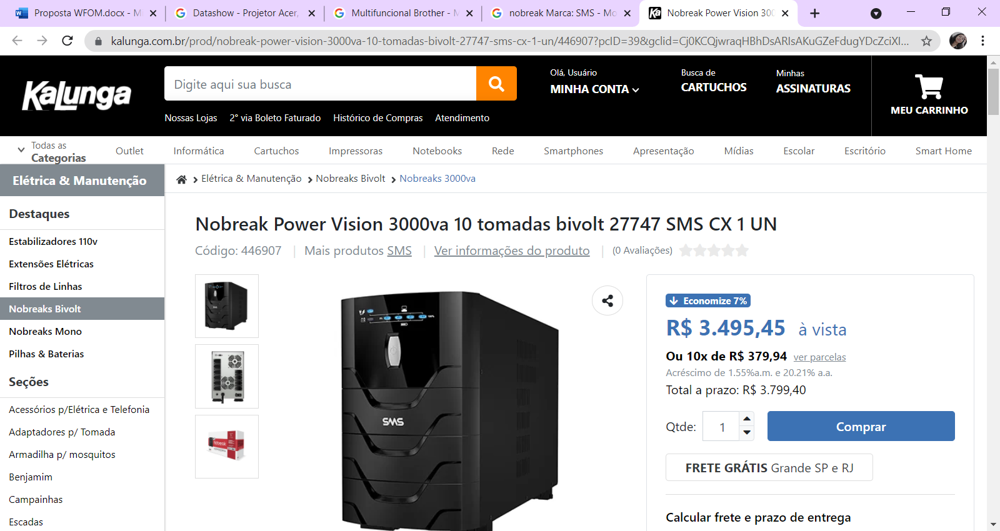 Proposta WFOM.docx - Mi
Datashow - Projetor Acer,
Multifuncional Brother - M
nobreak Marca: SMS - Mo
Nobreak Power Vision 300
kalunga.com.br/prod/nobreak-power-vision-3000va-10-tomadas-bivolt-27747-sms-cx-1-un/446907?pcID=39&gclid=Cj0KCQjwraqHBhDsARIsAKuGZeFdugYDcZciXI...
Kalunga
Digite aqui sua busca
Olá, Usuário
MINHA CONTA
Busca de
CARTUCHOS
Minhas
ASSINATURAS
MEU CARRINHO
Nossas Lojas
2° via Boleto Faturado
Histórico de Compras
Atendimento
Todas as
Categorias
Outlet
Informática
Cartuchos
Impressoras
Notebooks
Rede
Smartphones
Apresentação
Mídias
Escolar
Escritório
Smart Home
Elétrica & Manutenção
Destaques
Estabilizadores 110v
Extensões Elétricas
Filtros de Linhas
Nobreaks Bivolt
Nobreaks Mono
Pilhas & Baterias
Seções
Acessórios p/Elétrica e Telefonia
Adaptadores p/ Tomada
Armadilha p/ mosquitos
Benjamim
Campainhas
Escadas
Elétrica & Manutenção
Nobreaks Bivolt
Nobreaks 3000va
Nobreak Power Vision 3000va 10 tomadas bivolt 27747 SMS CX 1 UN
Código: 446907 | Mais produtos SMS | Ver informações do produto | (0 Avaliações)
SMS
Economize 7%
R$ 3.495,45 à vista
Ou 10x de R$ 379,94 ver parcelas
Acréscimo de 1.55%a.m. e 20.21% a.a.
Total a prazo: R$ 3.799,40
Qtde: 1
Comprar
FRETE GRÁTIS Grande SP e RJ
Calcular frete e prazo de entrega